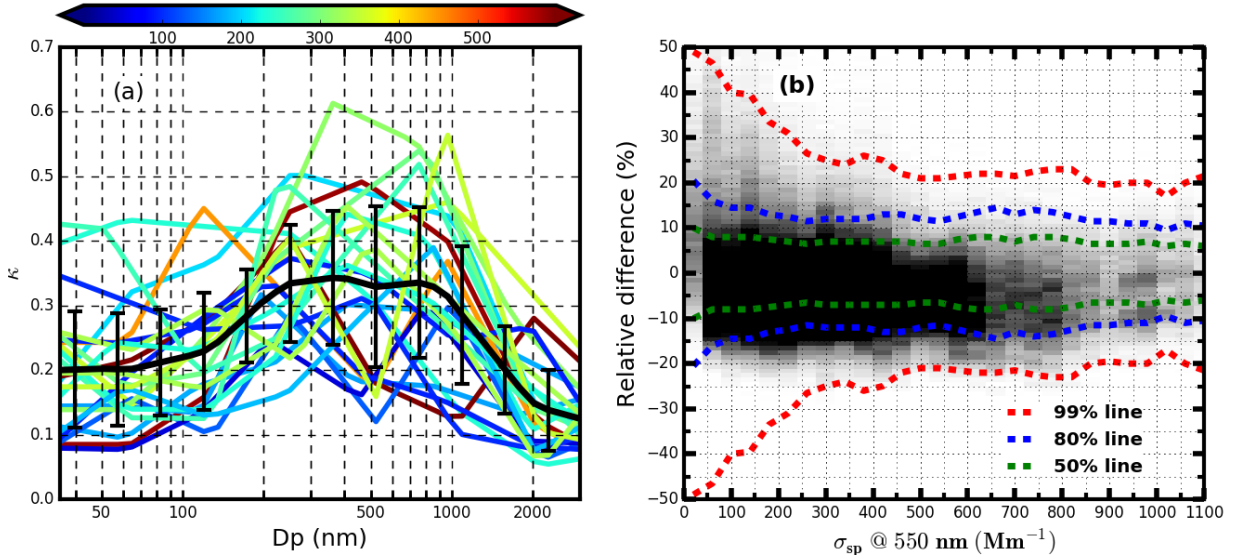 100 200 300 400 500
0.7
0.6
0.5
0.4
0.3
0.2
0.1
0.0
κ
(a)
50 100 200 500 1000 2000
Dp (nm)
50
40
30
20
10
0
−10
−20
−30
−40
−50
Relative difference (%)
(b)
99% line
80% line
50% line
0 100 200 300 400 500 600 700 800 900 1000 1100
σsp @ 550 nm (Mm⁻¹)